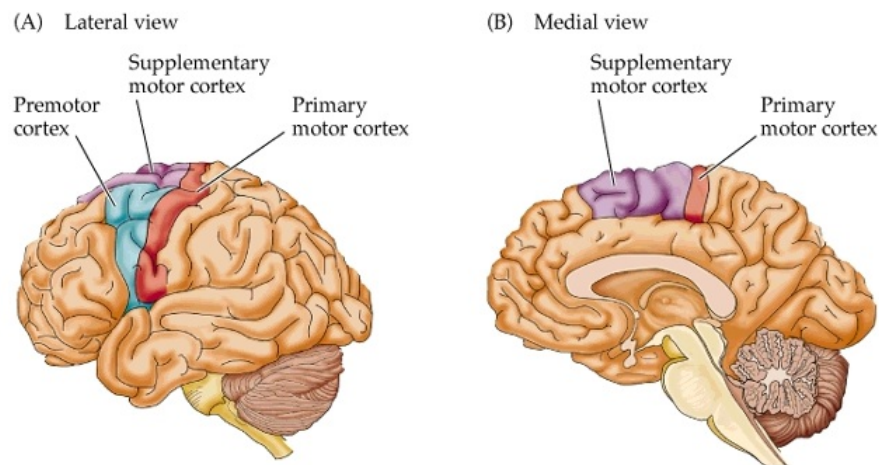 (A) Lateral view
Supplementary
motor cortex
Premotor
cortex
Primary
motor cortex
(B) Medial view
Supplementary
motor cortex
Primary
motor cortex